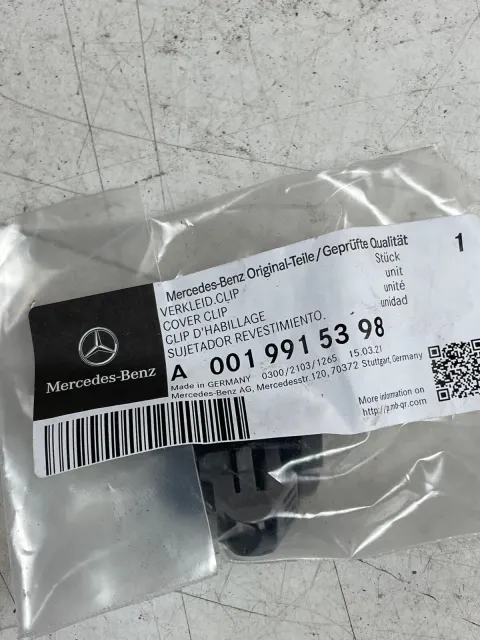 Mercedes-Benz Original-Teile/Geprüfte Qualität
1
VERKLEID.CLIP
Stück
COVER CLIP
unit
CLIP D'HABILLAGE
unité
SUJETADOR REVESTIMIENTO.
unidad
A 001 991 53 98
Made in GERMANY 0300/2103/1265 15.03.21
Mercedes-Benz AG, Mercedesstr.120, 70372 Stuttgart, Germany
Mercedes-Benz
More information on
http://p.mb-qr.com